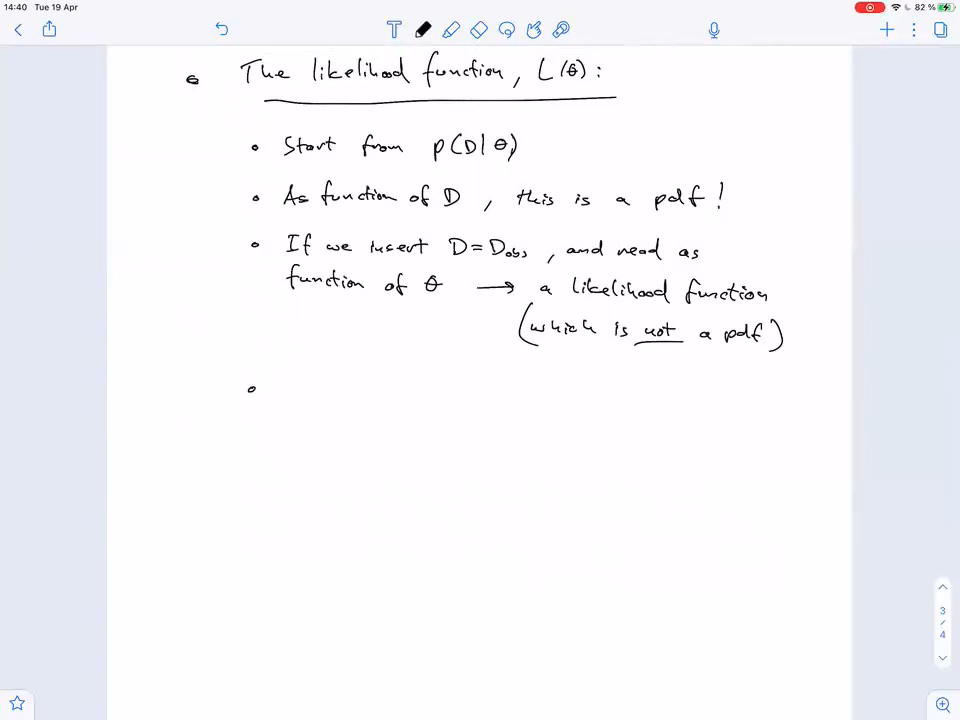 14:40 Tue 19 Apr
82 %
The likelihood function, L(θ):
• Start from p(D|θ)
• As function of D, this is a pdf!
• If we insert D = D_obs, and read as
function of θ → a likelihood function
(which is not a pdf)
•
3
/
4